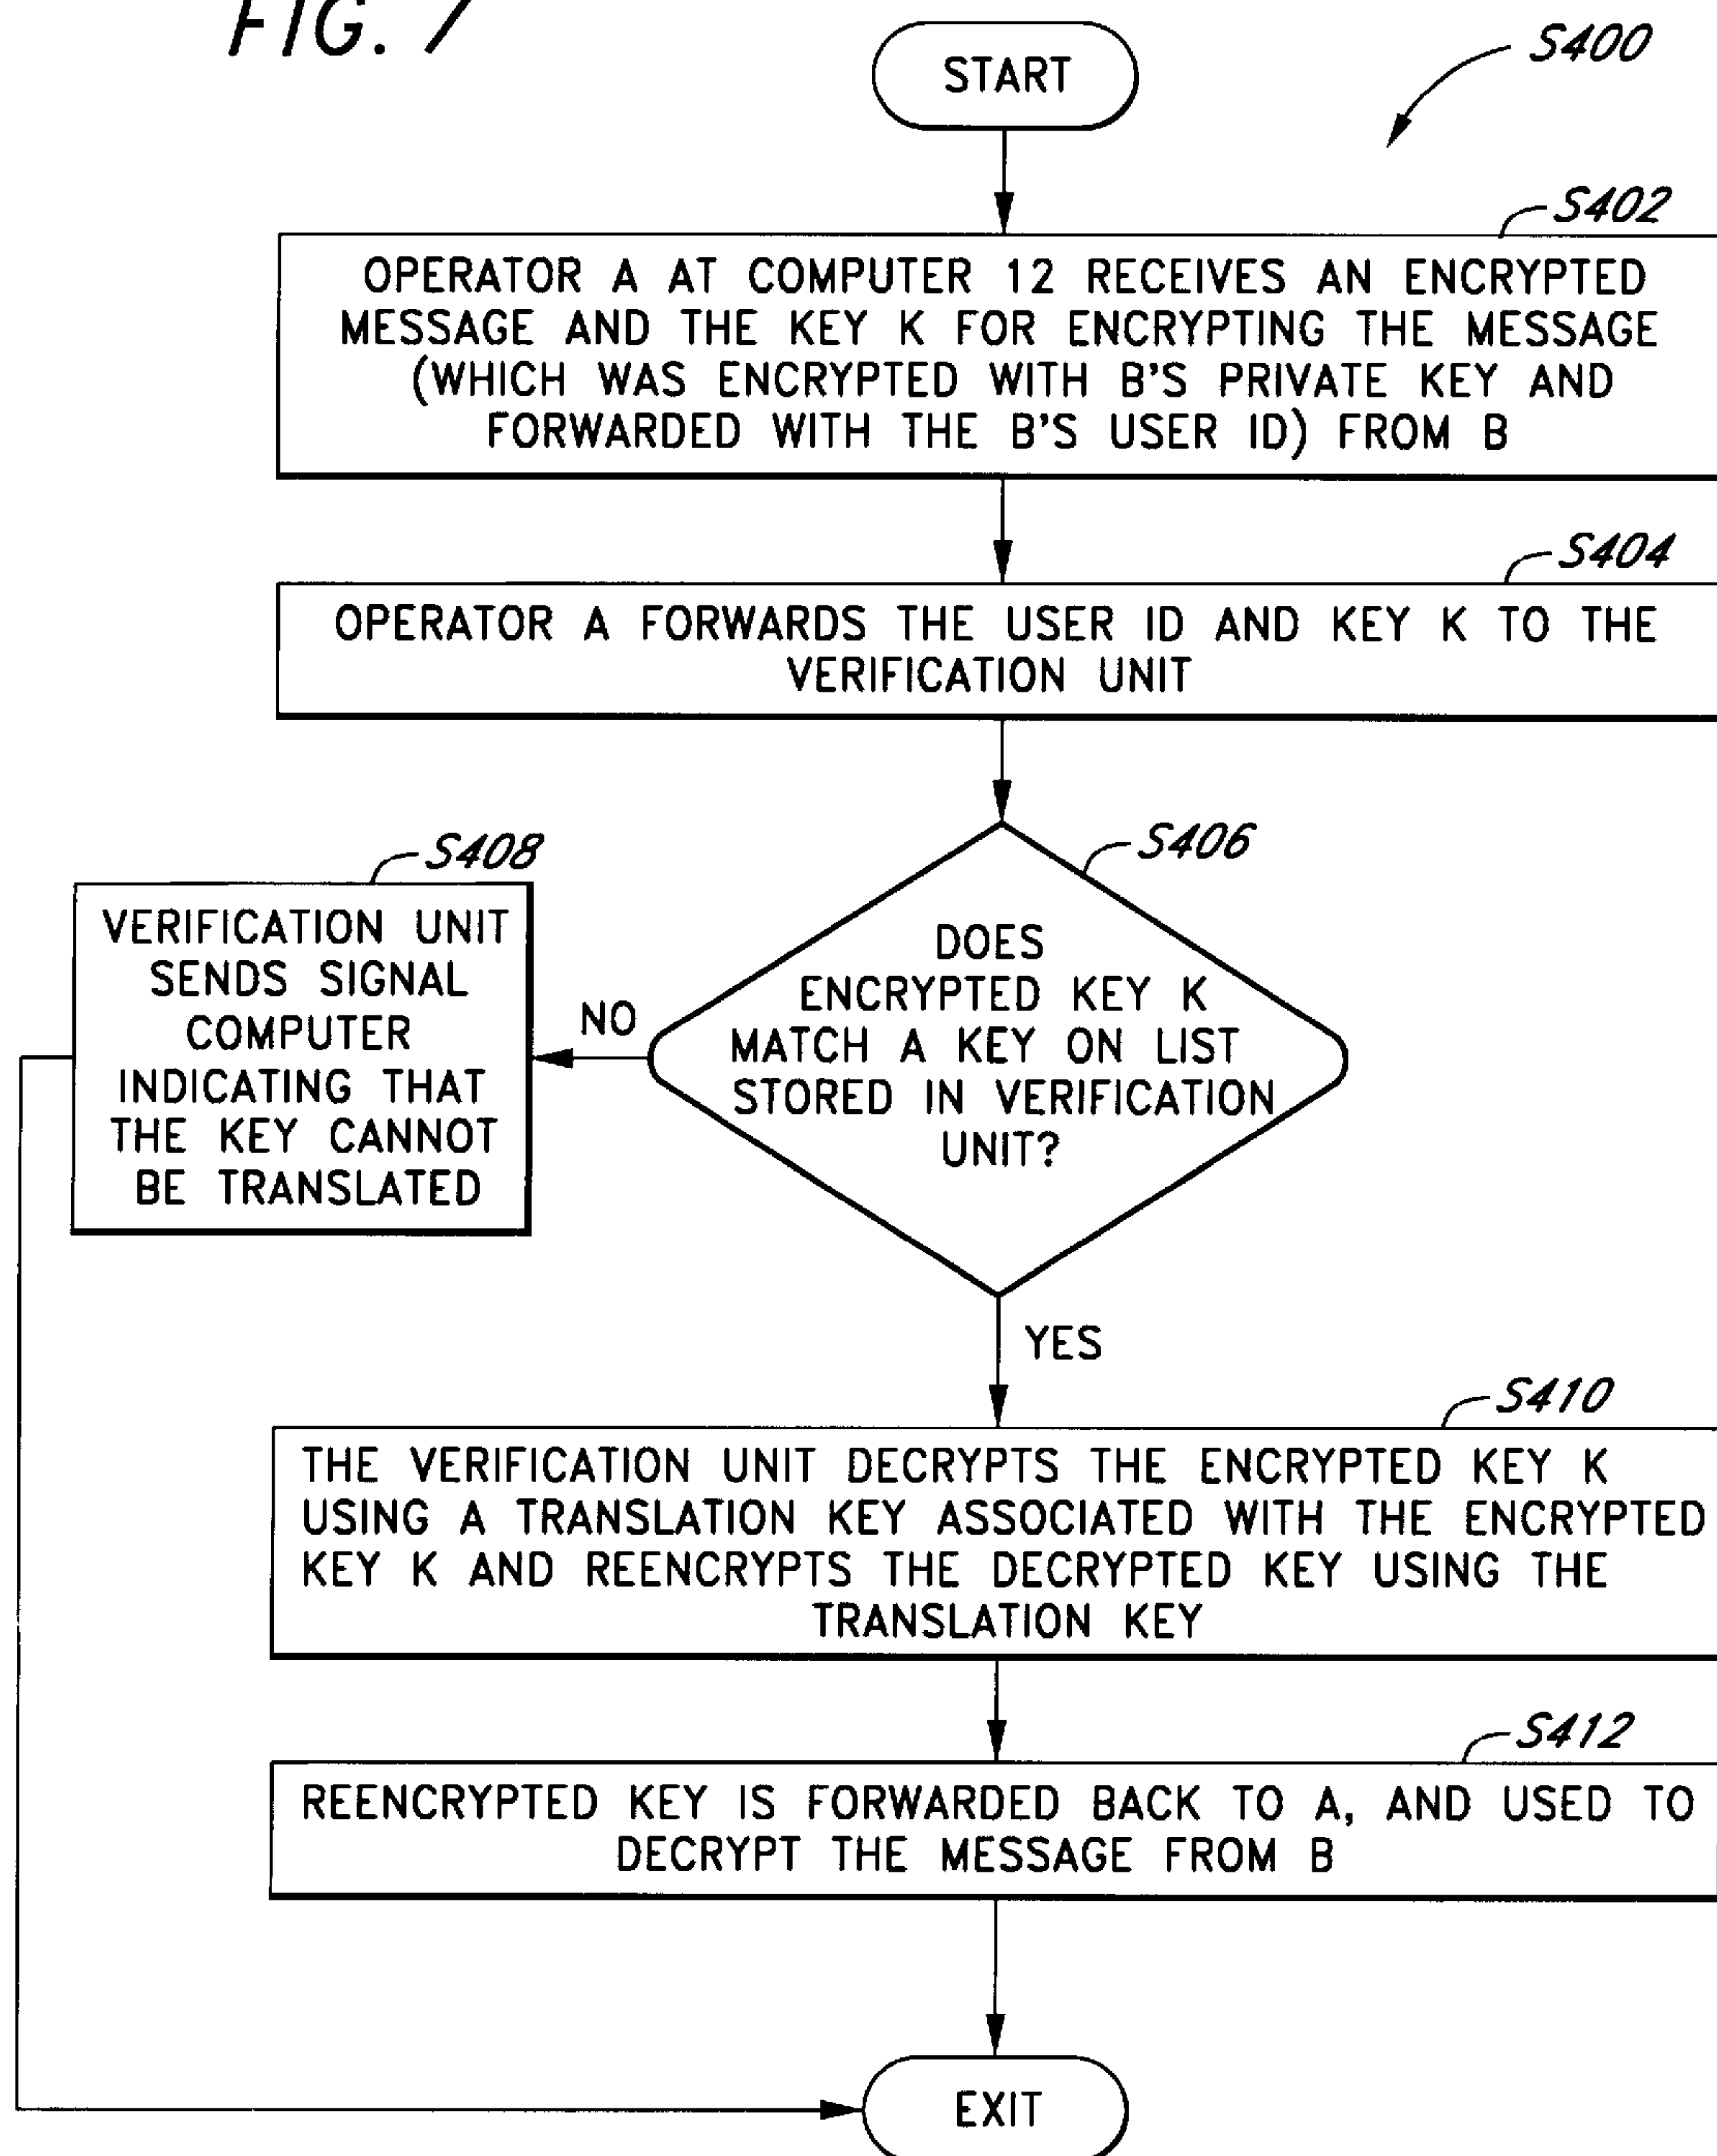 FIG. 7
START
S400
S402
OPERATOR A AT COMPUTER 12 RECEIVES AN ENCRYPTED
MESSAGE AND THE KEY K FOR ENCRYPTING THE MESSAGE
(WHICH WAS ENCRYPTED WITH B'S PRIVATE KEY AND
FORWARDED WITH THE B'S USER ID) FROM B
S404
OPERATOR A FORWARDS THE USER ID AND KEY K TO THE
VERIFICATION UNIT
S406
DOES
ENCRYPTED KEY K
MATCH A KEY ON LIST
STORED IN VERIFICATION
UNIT?
NO
S408
VERIFICATION UNIT
SENDS SIGNAL
COMPUTER
INDICATING THAT
THE KEY CANNOT
BE TRANSLATED
YES
S410
THE VERIFICATION UNIT DECRYPTS THE ENCRYPTED KEY K
USING A TRANSLATION KEY ASSOCIATED WITH THE ENCRYPTED
KEY K AND REENCRYPTS THE DECRYPTED KEY USING THE
TRANSLATION KEY
S412
REENCRYPTED KEY IS FORWARDED BACK TO A, AND USED TO
DECRYPT THE MESSAGE FROM B
EXIT